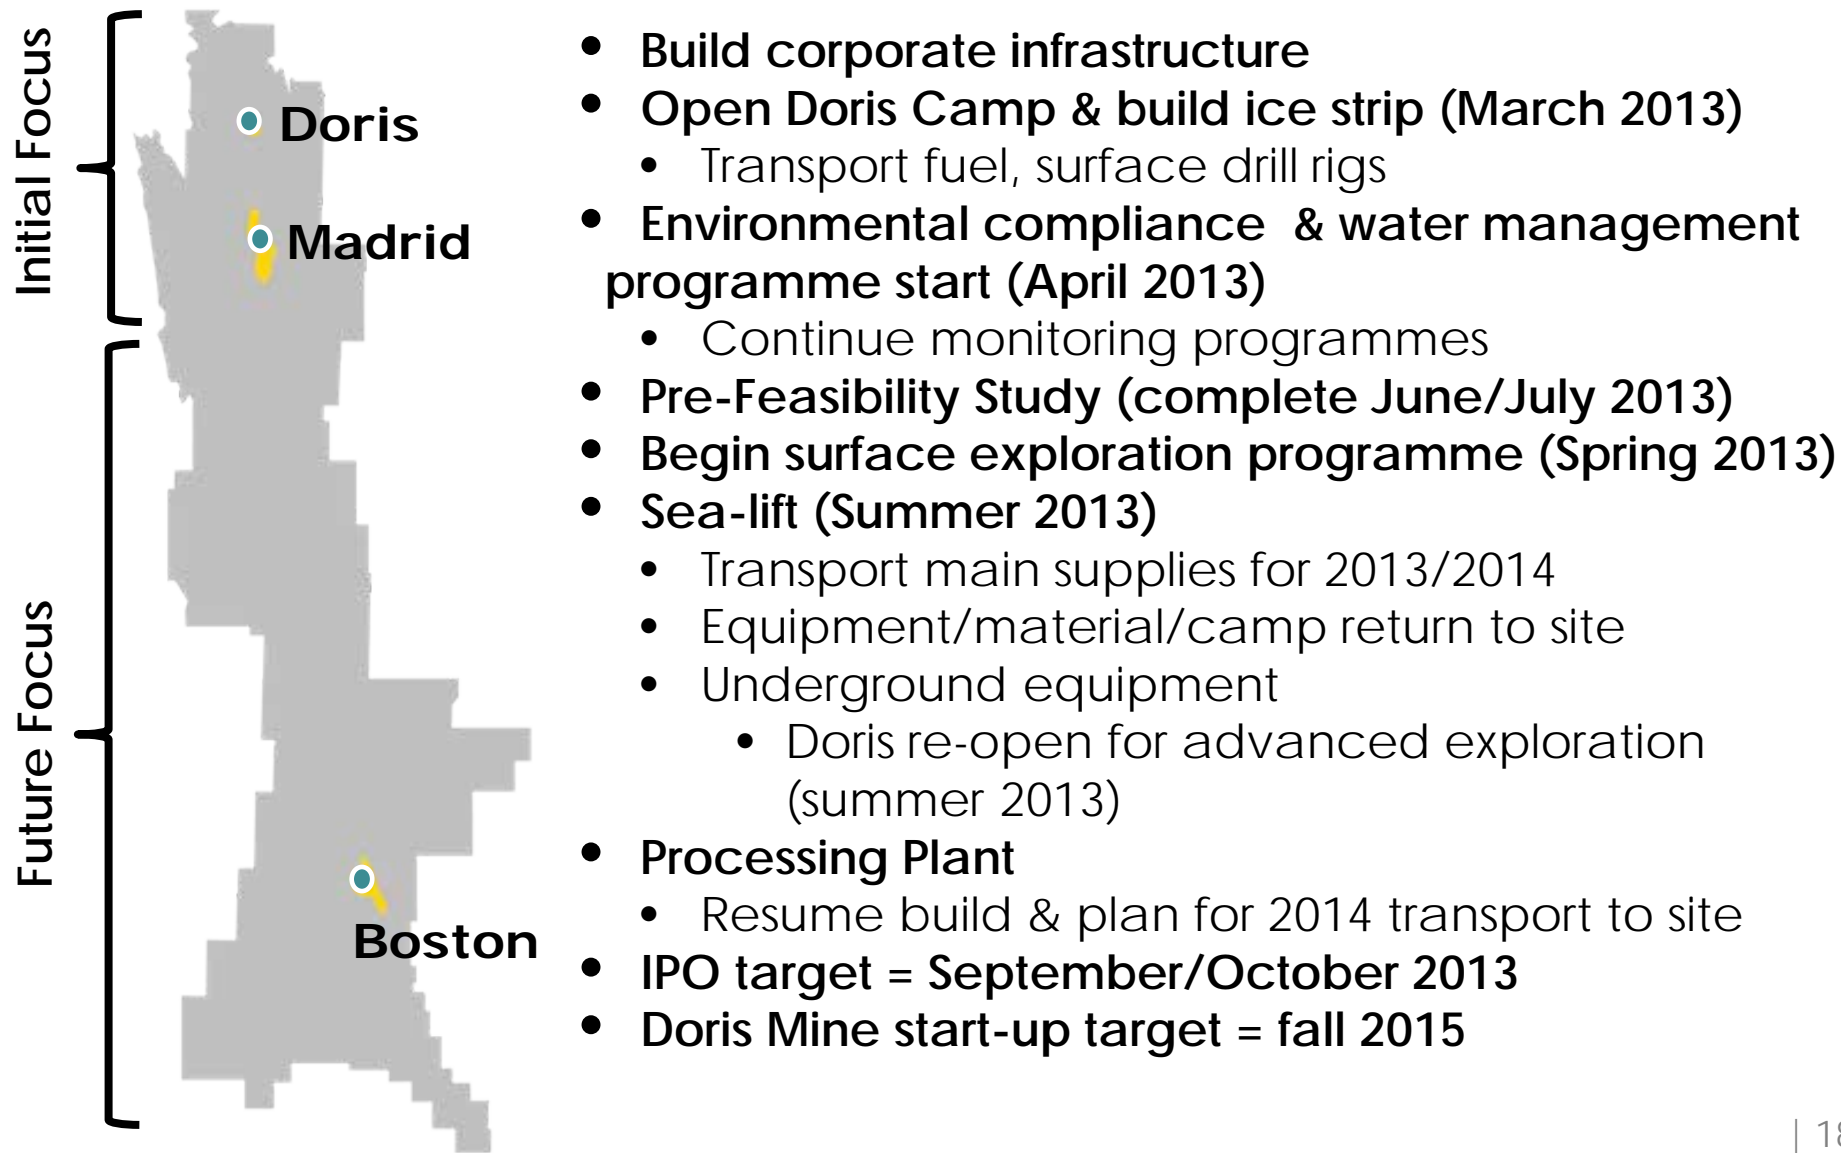 Initial Focus
Doris
Madrid
Future Focus
Boston
• Build corporate infrastructure
• Open Doris Camp & build ice strip (March 2013)
• Transport fuel, surface drill rigs
• Environmental compliance & water management
programme start (April 2013)
• Continue monitoring programmes
• Pre-Feasibility Study (complete June/July 2013)
• Begin surface exploration programme (Spring 2013)
• Sea-lift (Summer 2013)
• Transport main supplies for 2013/2014
• Equipment/material/camp return to site
• Underground equipment
• Doris re-open for advanced exploration
(summer 2013)
• Processing Plant
• Resume build & plan for 2014 transport to site
• IPO target = September/October 2013
• Doris Mine start-up target = fall 2015
| 18